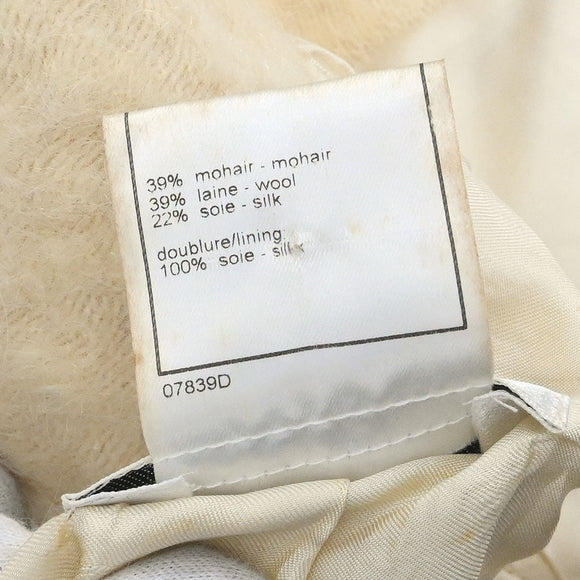 39% mohair - mohair
39% laine - wool
22% soie - silk
doublure/lining:
100% soie - silk
07839D